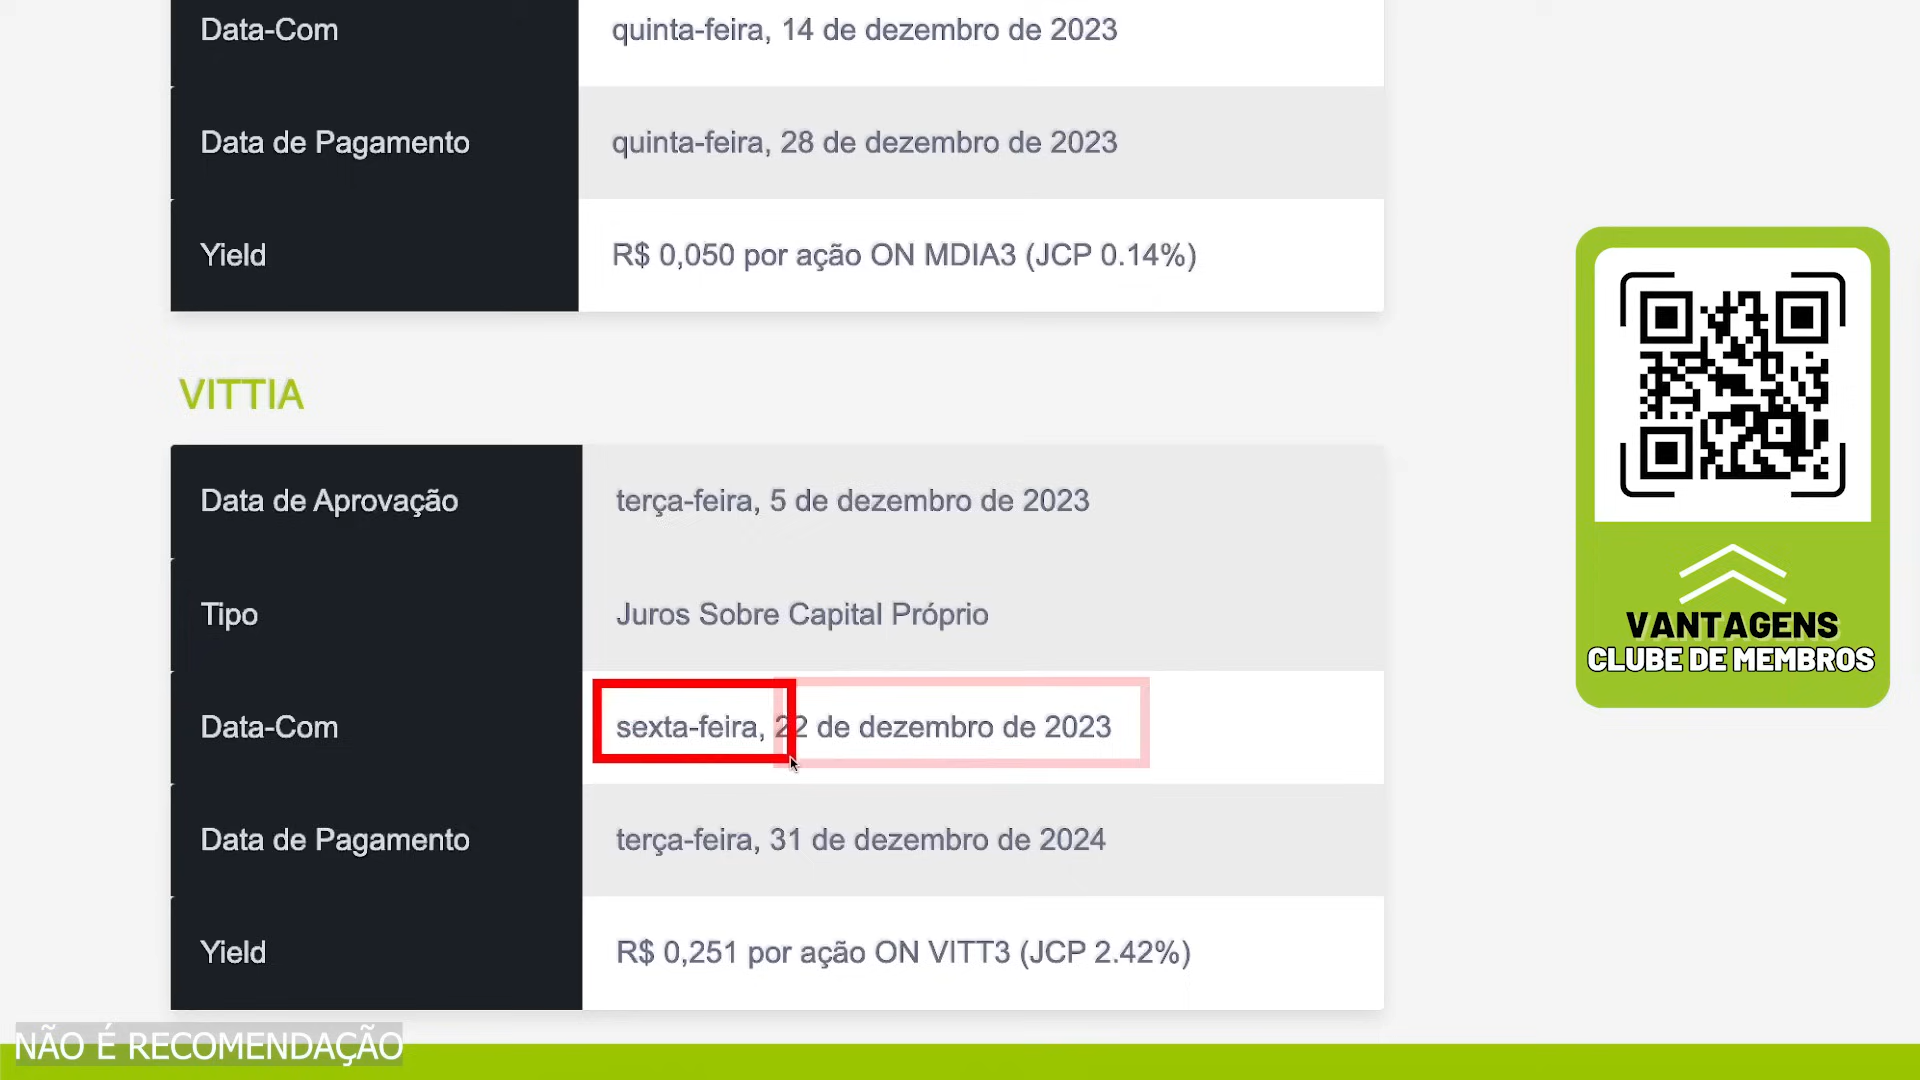 Data-Com
quinta-feira, 14 de dezembro de 2023
Data de Pagamento
quinta-feira, 28 de dezembro de 2023
Yield
R$ 0,050 por ação ON MDIA3 (JCP 0.14%)
VITTIA
Data de Aprovação
terça-feira, 5 de dezembro de 2023
Tipo
Juros Sobre Capital Próprio
Data-Com
sexta-feira, 22 de dezembro de 2023
Data de Pagamento
terça-feira, 31 de dezembro de 2024
Yield
R$ 0,251 por ação ON VITT3 (JCP 2.42%)
VANTAGENS
CLUBE DE MEMBROS
NÃO É RECOMENDAÇÃO